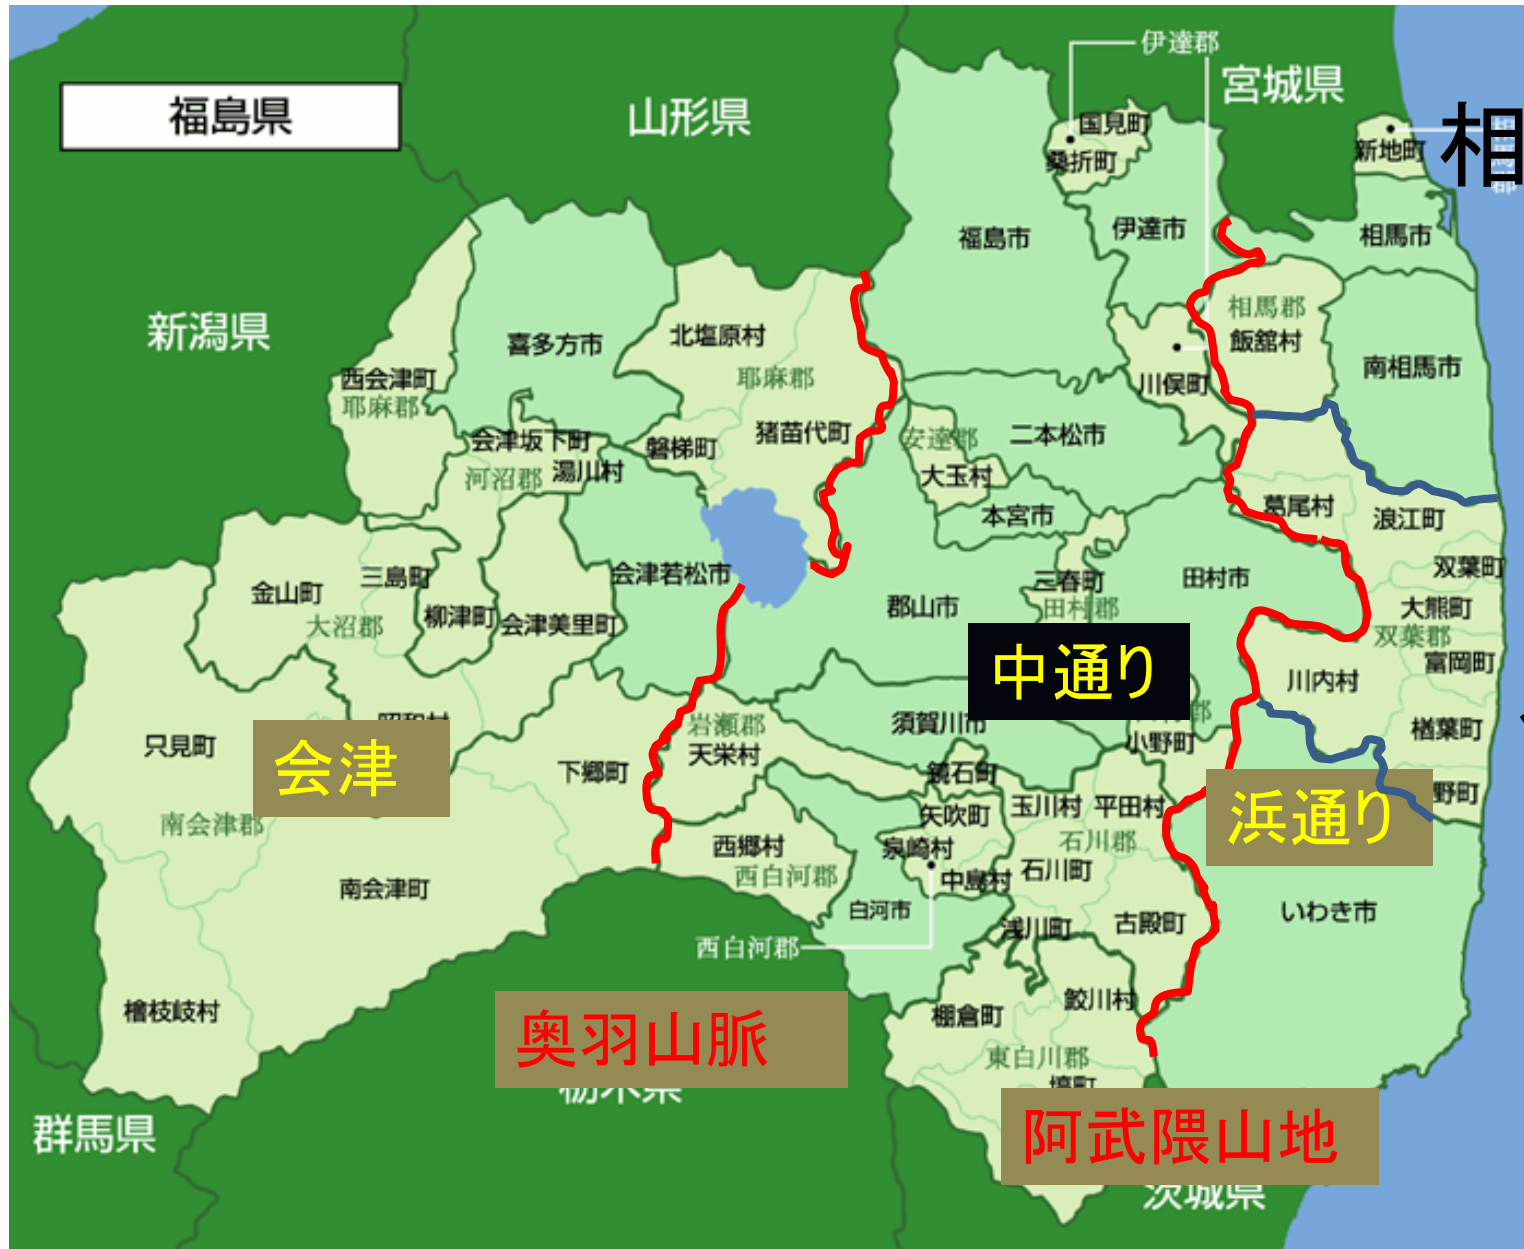 伊達郡
宮城県
福島県
山形県
国見町
桑折町
新地町
相
相馬郡
福島市
伊達市
相馬市
新潟県
喜多方市
北塩原村
耶麻郡
相馬郡
飯舘村
南相馬市
西会津町
耶麻郡
川俣町
会津坂下町
湯川村
河沼郡
磐梯町
猪苗代町
安達郡
大玉村
二本松市
本宮市
葛尾村
浪江町
双葉町
金山町
三島町
大沼郡
柳津町
会津美里町
会津若松市
郡山市
三春町
田村郡
田村市
大熊町
双葉郡
富岡町
川内村
中通り
只見町
会津
下郷町
岩瀬郡
天栄村
須賀川市
小野町
楢葉町
南会津郡
鏡石町
矢吹町
玉川村
平田村
浜通り
野町
西郷村
西白河郡
泉崎村
中島村
石川郡
石川町
南会津町
白河市
浅川町
古殿町
いわき市
西白河郡
檜枝岐村
奥羽山脈
棚倉町
鮫川村
東白川郡
栃木県
群馬県
阿武隈山地
茨城県